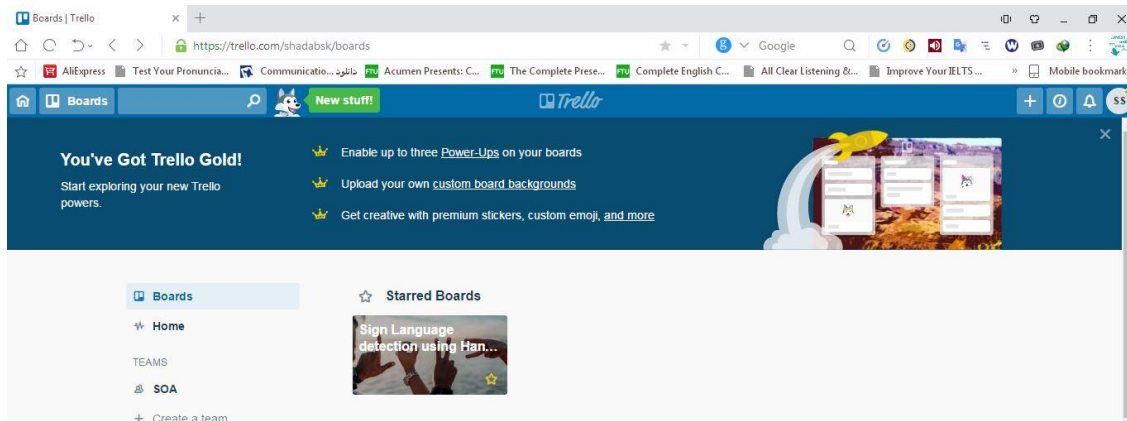 Boards | Trello
https://trello.com/shadabsk/boards
Google
AliExpress Test Your Pronuncia... Communicatio... دانلود Acumen Presents: C... The Complete Prese... Complete English C... All Clear Listening &... Improve Your IELTS ... » Mobile bookmark
Boards New stuff! Trello SS
You've Got Trello Gold!
Start exploring your new Trello
powers.
Enable up to three Power-Ups on your boards
Upload your own custom board backgrounds
Get creative with premium stickers, custom emoji, and more
Boards
Home
TEAMS
SOA
+ Create a team
Starred Boards
Sign Language
detection using Han...